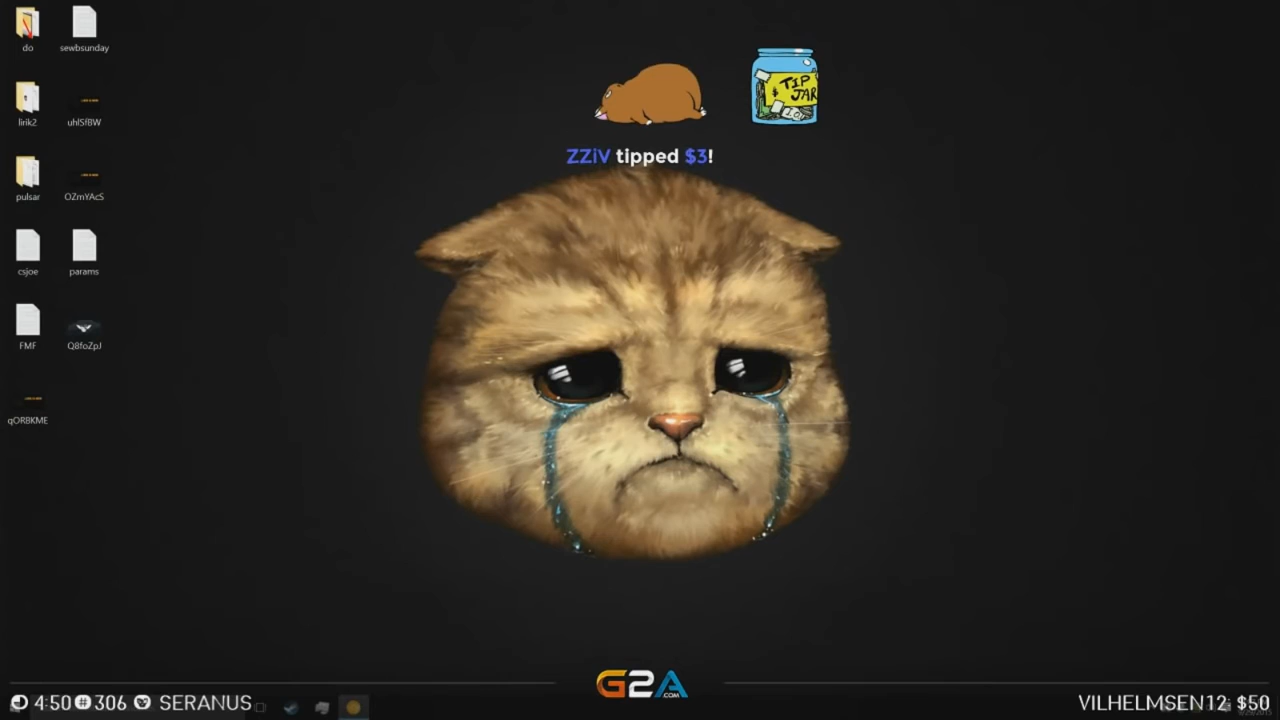 do
sewbsunday
lirik2
uhlSfBW
pulsar
OZmYAcS
csjoe
params
FMF
Q8foZpJ
qORBKME
$ TIP JAR
ZZiV tipped $3!
G2A
.COM
4:50 # 306 SERANUS
VILHELMSEN12: $50